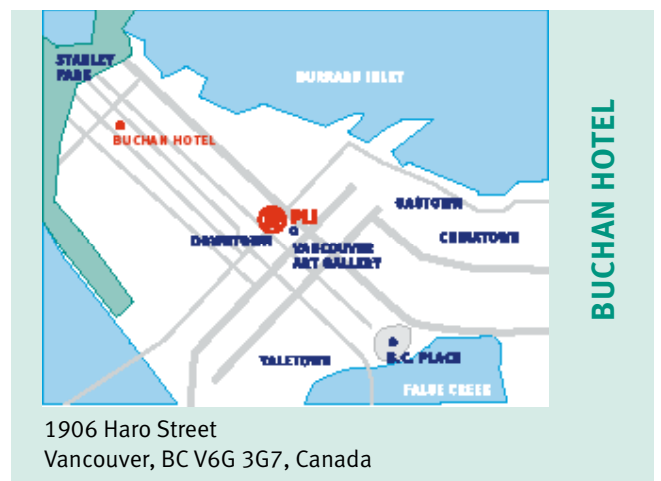 STANLEY
PARK
BURRARD INLET
BUCHAN HOTEL
BUCHAN HOTEL
PLI
GASTOWN
DOWNTOWN
CHINATOWN
VANCOUVER
ART GALLERY
YALETOWN
B.C. PLACE
FALSE CREEK
1906 Haro Street
Vancouver, BC V6G 3G7, Canada